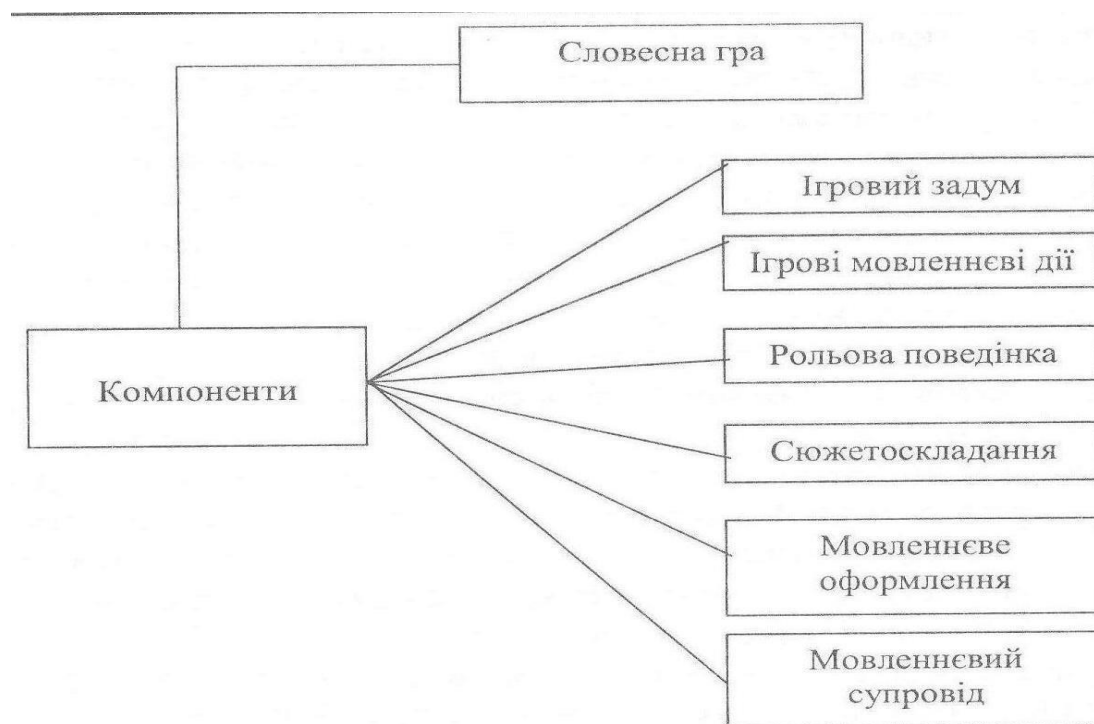 Словесна гра
Ігровий задум
Ігрові мовленнєві дії
Рольова поведінка
Компоненти
Сюжетоскладання
Мовленнєве
оформлення
Мовленнєвий
супровід